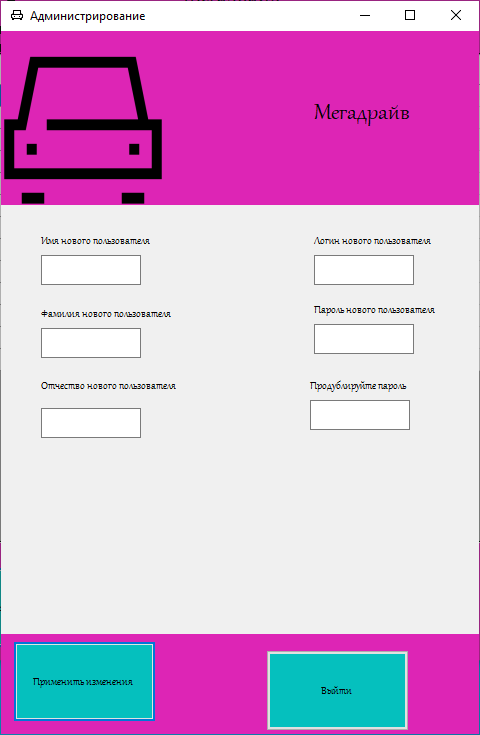 Администрирование
Мегадрайв
Имя нового пользователя
Логин нового пользователя
Фамилия нового пользователя
Пароль нового пользователя
Отчество нового пользователя
Продублируйте пароль
Применить изменения
Выйти